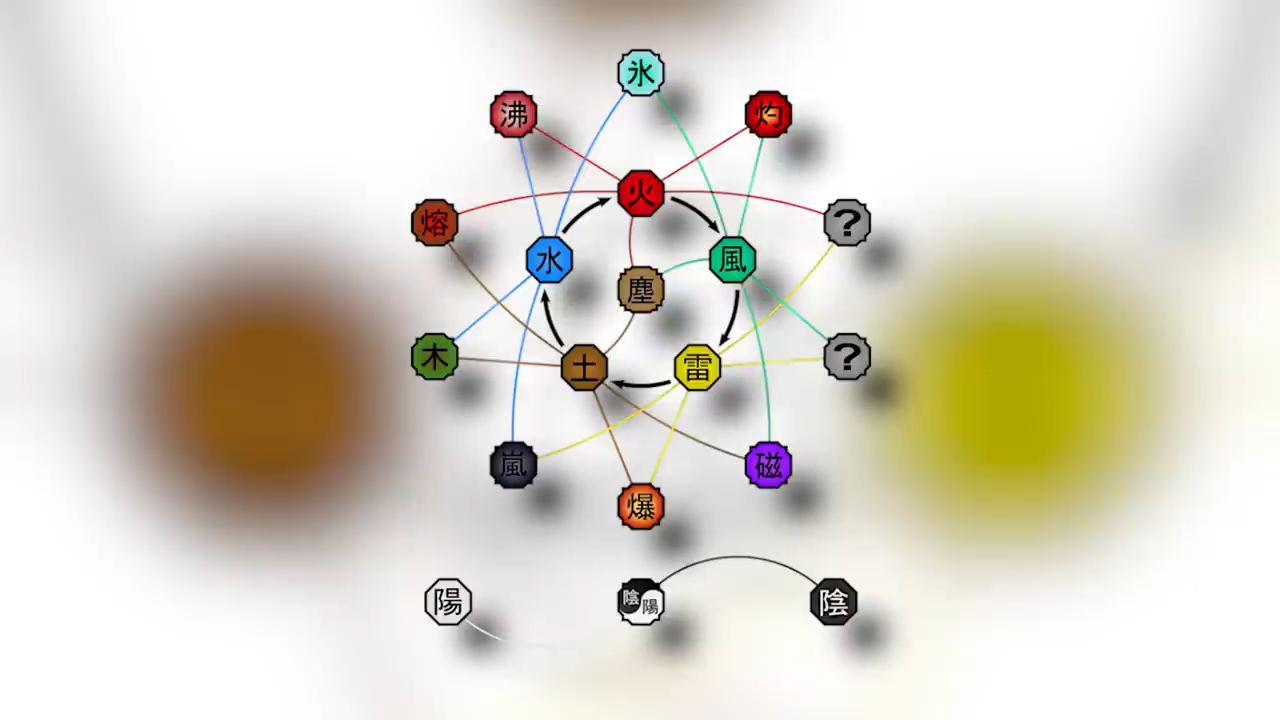 氷
沸
灼
火
熔
?
水
風
塵
木
土
雷
?
嵐
磁
爆
陽
陰
陽
陰